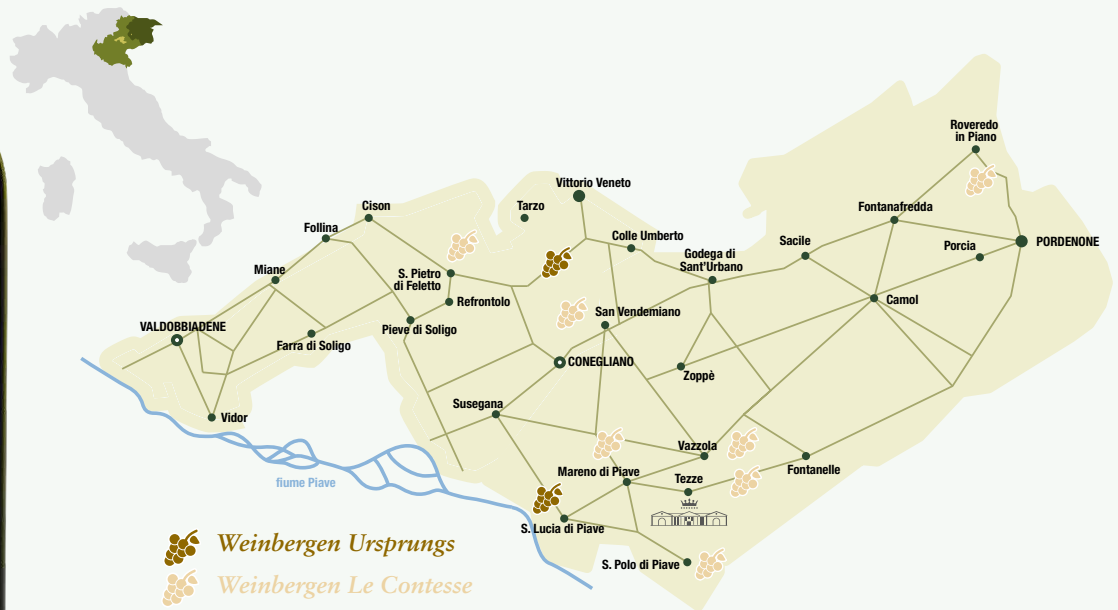 Roveredo
in Piano
Vittorio Veneto
Cison
Tarzo
Fontanafredda
Follina
Colle Umberto
Sacile
Porcia
PORDENONE
Godega di
Sant'Urbano
Miane
S. Pietro
di Feletto
Refrontolo
Camol
San Vendemiano
VALDOBBIADENE
Pieve di Soligo
Farra di Soligo
CONEGLIANO
Zoppè
Susegana
Vidor
Vazzola
Mareno di Piave
Tezze
Fontanelle
fiume Piave
S. Lucia di Piave
Weinbergen Ursprungs
S. Polo di Piave
Weinbergen Le Contesse